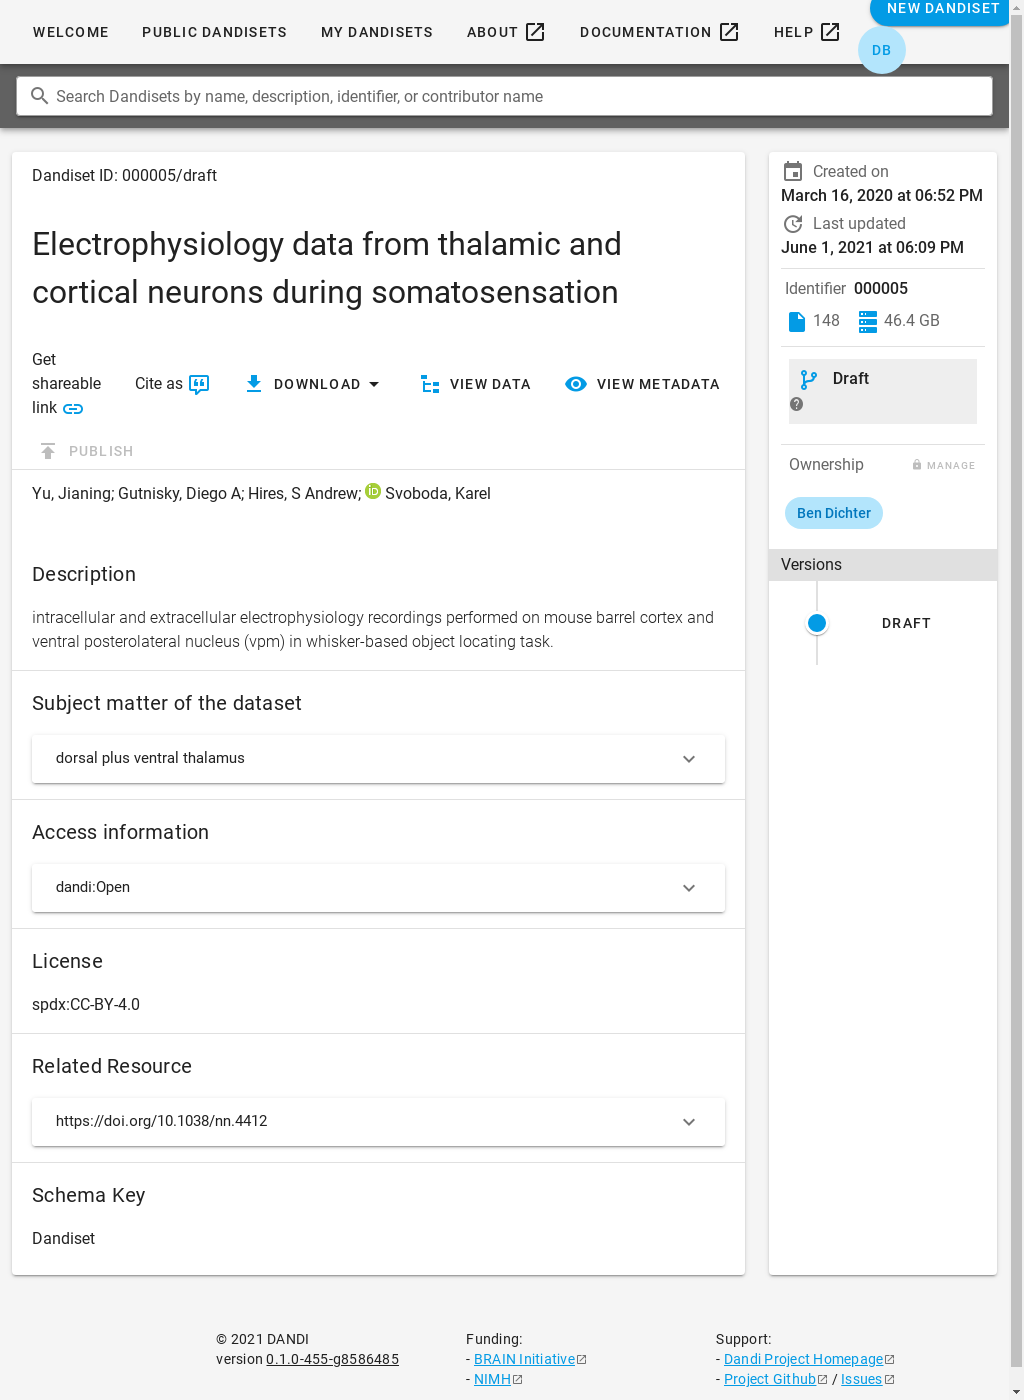 WELCOME PUBLIC DANDISETS MY DANDISETS ABOUT DOCUMENTATION HELP NEW DANDISET
DB
Search Dandisets by name, description, identifier, or contributor name
Dandiset ID: 000005/draft
Electrophysiology data from thalamic and
cortical neurons during somatosensation
Get
shareable
link
Cite as
DOWNLOAD
VIEW DATA
VIEW METADATA
PUBLISH
Yu, Jianing; Gutnisky, Diego A; Hires, S Andrew; iD Svoboda, Karel
Description
intracellular and extracellular electrophysiology recordings performed on mouse barrel cortex and
ventral posterolateral nucleus (vpm) in whisker-based object locating task.
Subject matter of the dataset
dorsal plus ventral thalamus
Access information
dandi:Open
License
spdx:CC-BY-4.0
Related Resource
https://doi.org/10.1038/nn.4412
Schema Key
Dandiset
Created on
March 16, 2020 at 06:52 PM
Last updated
June 1, 2021 at 06:09 PM
Identifier 000005
148 46.4 GB
Draft
Ownership MANAGE
Ben Dichter
Versions
DRAFT
© 2021 DANDI
version 0.1.0-455-g8586485
Funding:
- BRAIN Initiative
- NIMH
Support:
- Dandi Project Homepage
- Project Github / Issues